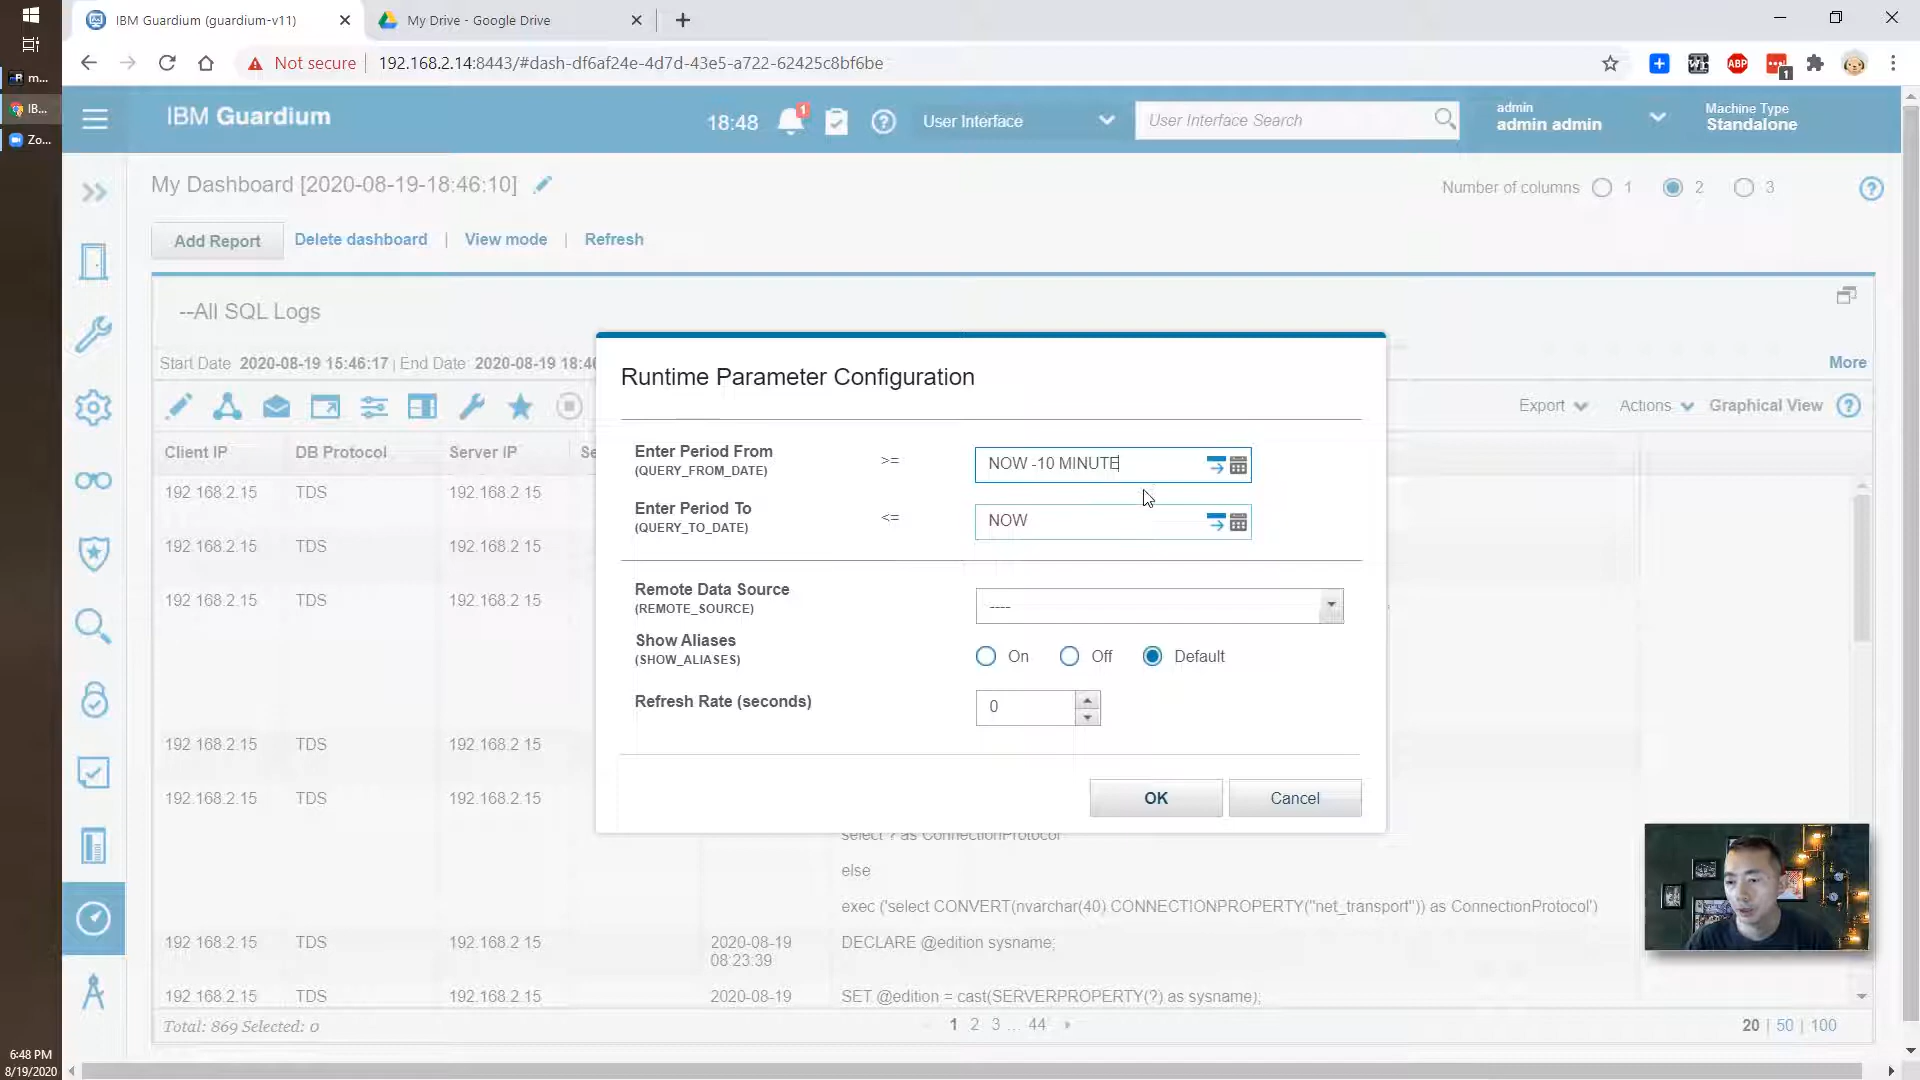 IBM Guardium (guardium-v11)
My Drive - Google Drive
Not secure
192.168.2.14:8443/#dash-df6af24e-4d7d-43e5-a722-62425c8bf6be
ABP
1
m...
IB...
Zo...
IBM Guardium
18:48
1
User Interface
User Interface Search
admin
admin admin
Machine Type
Standalone
My Dashboard [2020-08-19-18:46:10]
Number of columns 1 2 3
Add Report
Delete dashboard | View mode | Refresh
--All SQL Logs
Start Date 2020-08-19 15:46:17 | End Date: 2020-08-19 18:46
More
Export
Actions
Graphical View
Client IP
DB Protocol
Server IP
Se
192.168.2.15 TDS 192.168.2.15
192.168.2.15 TDS 192.168.2.15
192.168.2.15 TDS 192.168.2.15
192.168.2.15 TDS 192.168.2.15
192.168.2.15 TDS 192.168.2.15
select ? as ConnectionProtocol
else
exec ('select CONVERT(nvarchar(40) CONNECTIONPROPERTY("net_transport")) as ConnectionProtocol')
192.168.2.15 TDS 192.168.2.15 2020-08-19 DECLARE @edition sysname;
08:23:39
192.168.2.15 TDS 192.168.2.15 2020-08-19 SET @edition = cast(SERVERPROPERTY(?) as sysname);
Total: 869 Selected: 0
1 2 3 ... 44
20 | 50 | 100
Runtime Parameter Configuration
Enter Period From
(QUERY_FROM_DATE)
>=
NOW -10 MINUTE
Enter Period To
(QUERY_TO_DATE)
<=
NOW
Remote Data Source
(REMOTE_SOURCE)
----
Show Aliases
(SHOW_ALIASES)
On Off Default
Refresh Rate (seconds)
0
OK
Cancel
6:48 PM
8/19/2020